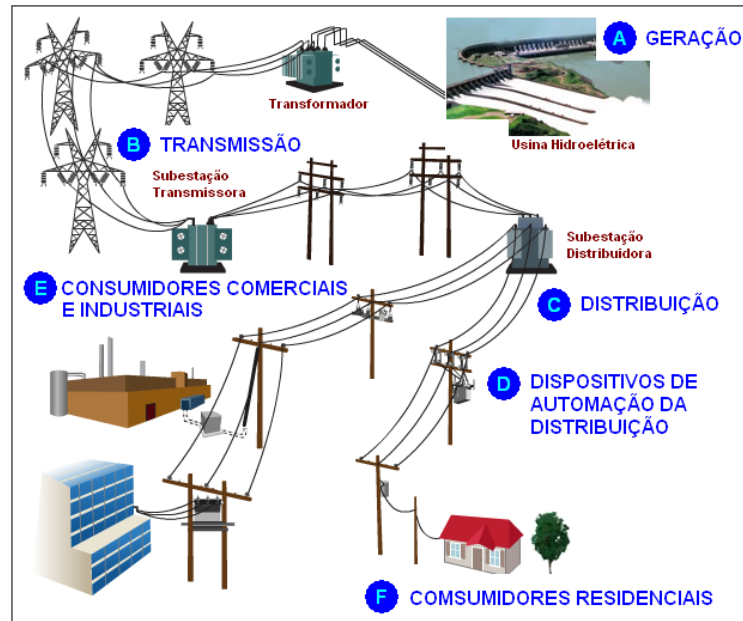 A GERAÇÃO
Transformador
Usina Hidroelétrica
B TRANSMISSÃO
Subestação
Transmissora
Subestação
Distribuidora
E CONSUMIDORES COMERCIAIS
E INDUSTRIAIS
C DISTRIBUIÇÃO
D DISPOSITIVOS DE
AUTOMAÇÃO DA
DISTRIBUIÇÃO
F COMSUMIDORES RESIDENCIAIS